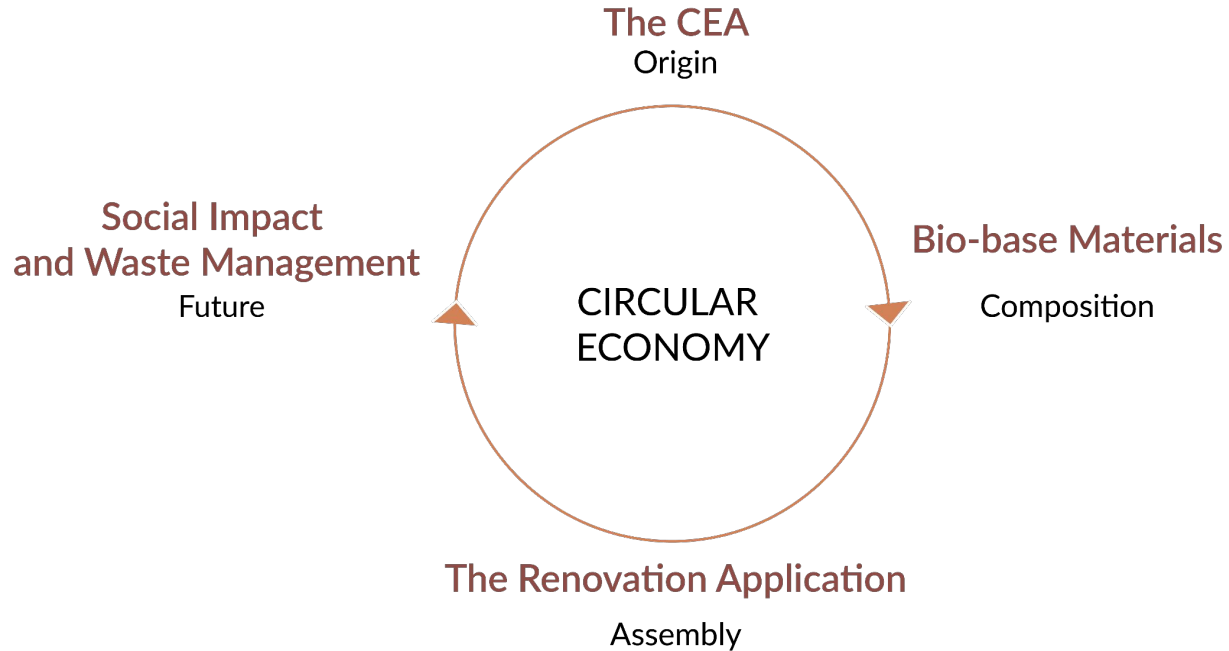 The CEA
Origin
Social Impact
and Waste Management
Future
Bio-base Materials
Composition
CIRCULAR
ECONOMY
The Renovation Application
Assembly